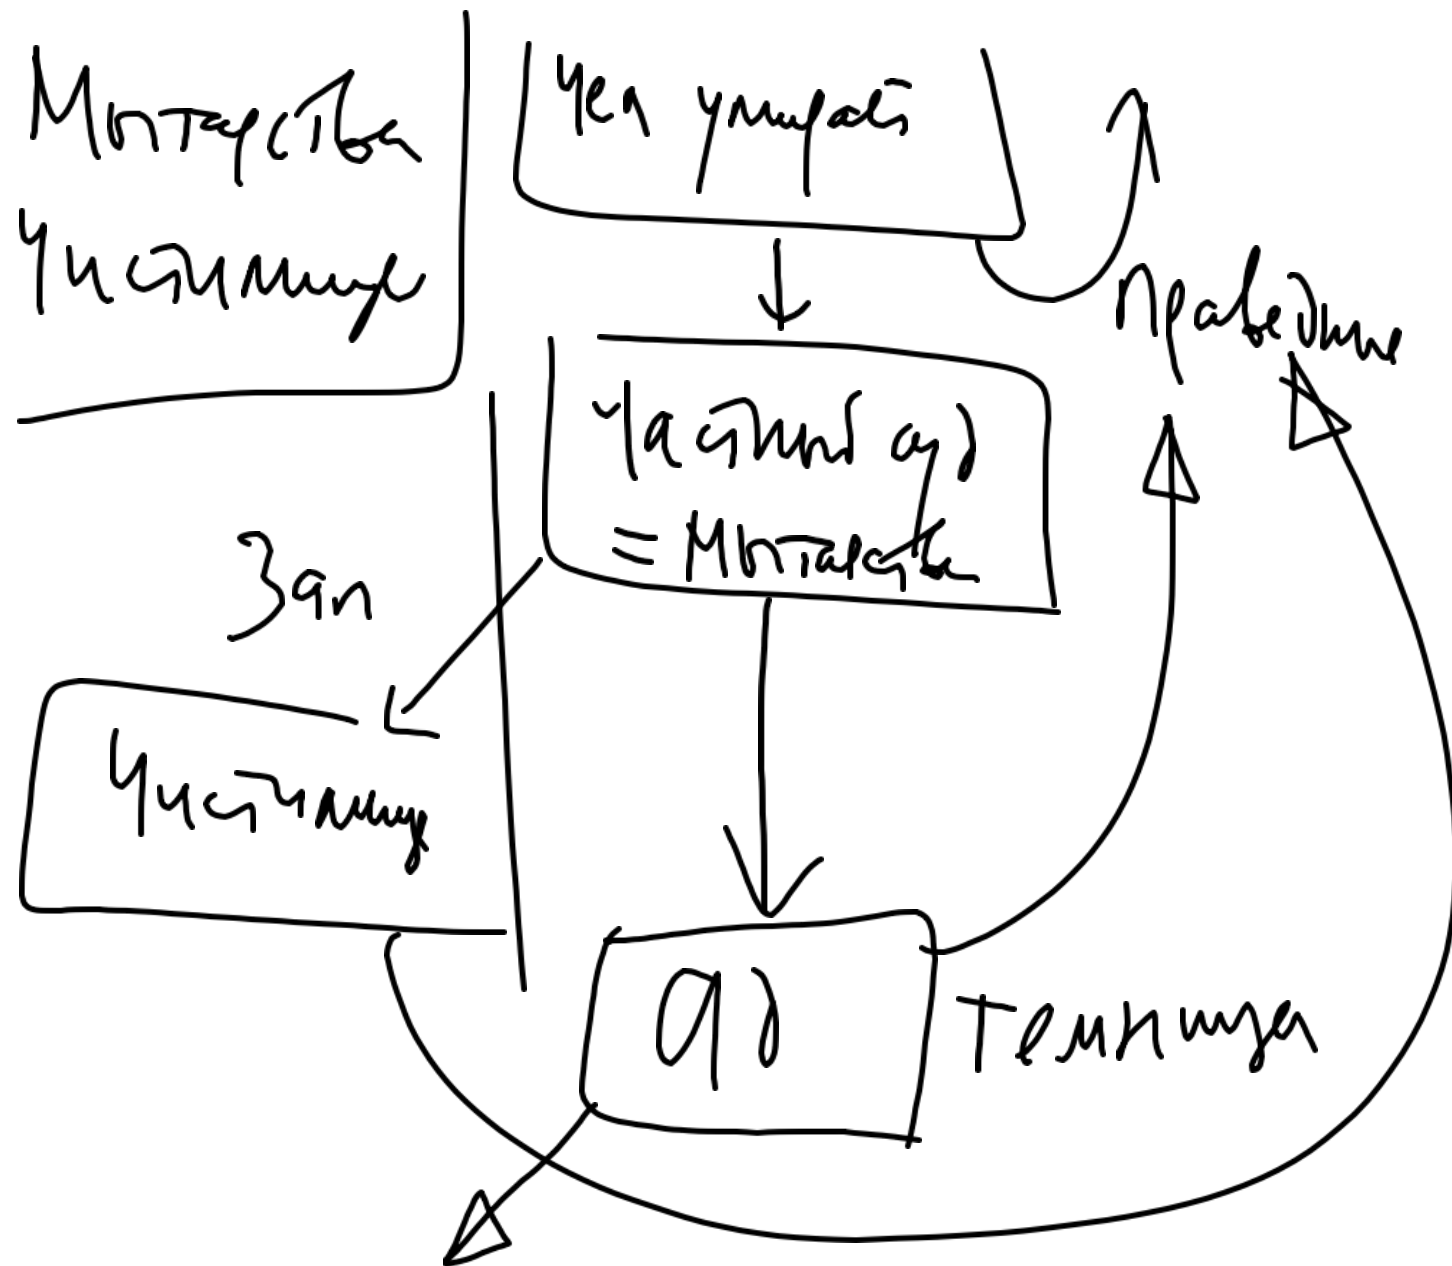 Мытарства
Чистилище
Чел умирает
Праведные
Частный суд
= Мытарства
Зап
Чистилище
ад
темница